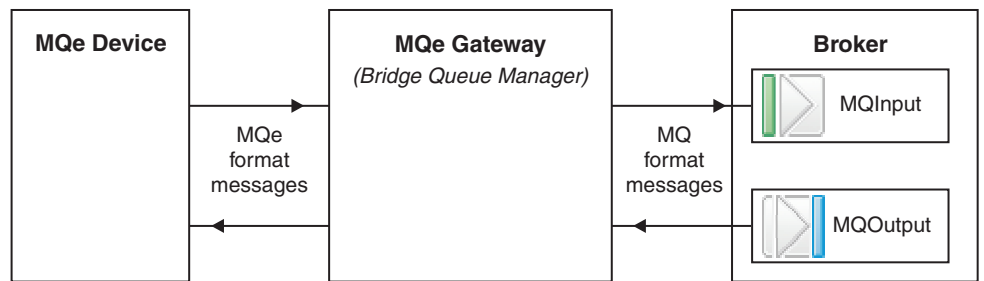 MQe Device
MQe Gateway
(Bridge Queue Manager)
Broker
MQInput
MQe
format
messages
MQ
format
messages
MQOutput